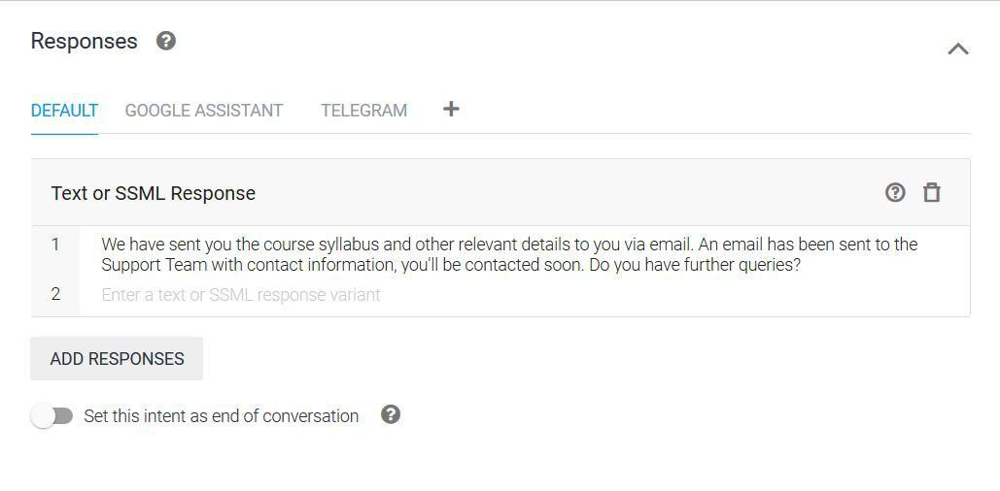 Responses
DEFAULT GOOGLE ASSISTANT TELEGRAM
Text or SSML Response
1 We have sent you the course syllabus and other relevant details to you via email. An email has been sent to the
Support Team with contact information, you'll be contacted soon. Do you have further queries?
2 Enter a text or SSML response variant
ADD RESPONSES
Set this intent as end of conversation